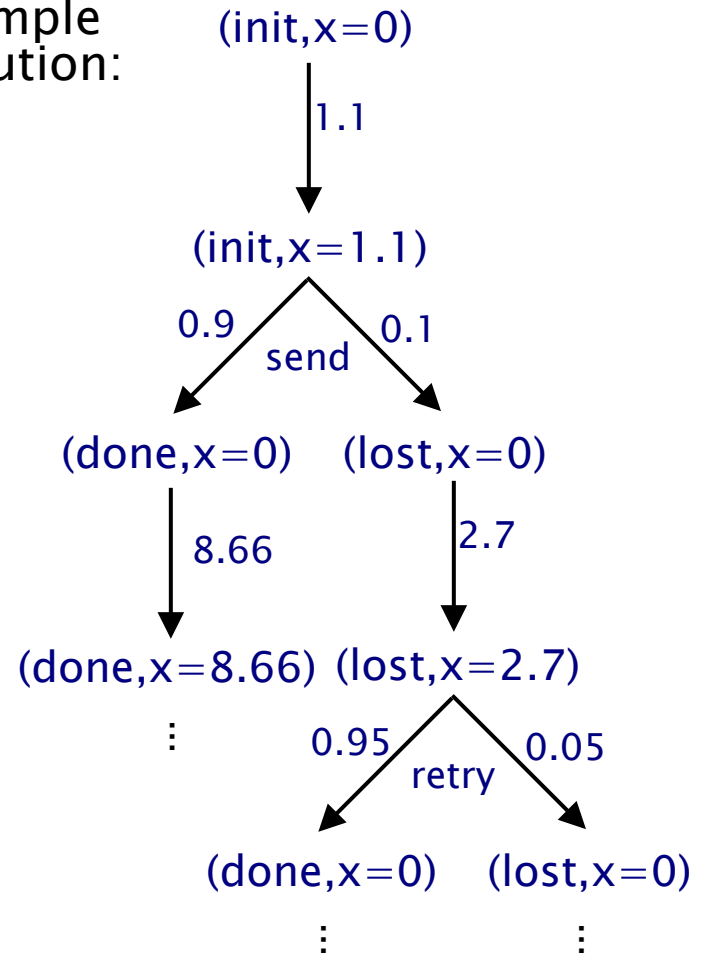 mple
ution:
(init,x=0)
1.1
(init,x=1.1)
0.9
0.1
send
(done,x=0) (lost,x=0)
8.66
2.7
(done,x=8.66) (lost,x=2.7)
⋮
0.95
0.05
retry
(done,x=0) (lost,x=0)
⋮ ⋮